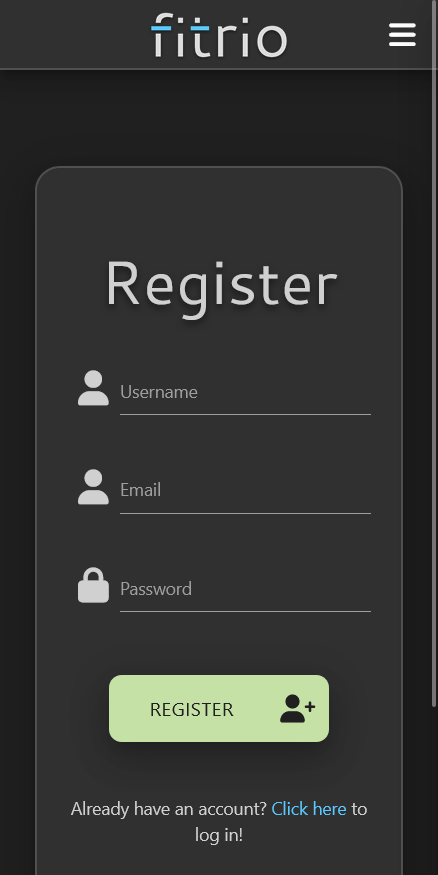 fitrio
Register
Username
Email
Password
REGISTER
Already have an account? Click here to
log in!